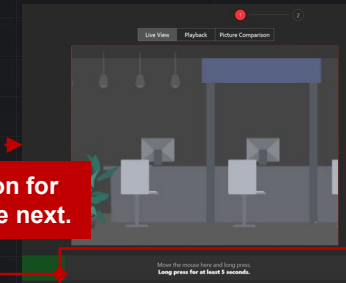 1 2
Live View Playback Picture Comparison
on for
e next.
Move the mouse here and long press.
Long press for at least 5 seconds.